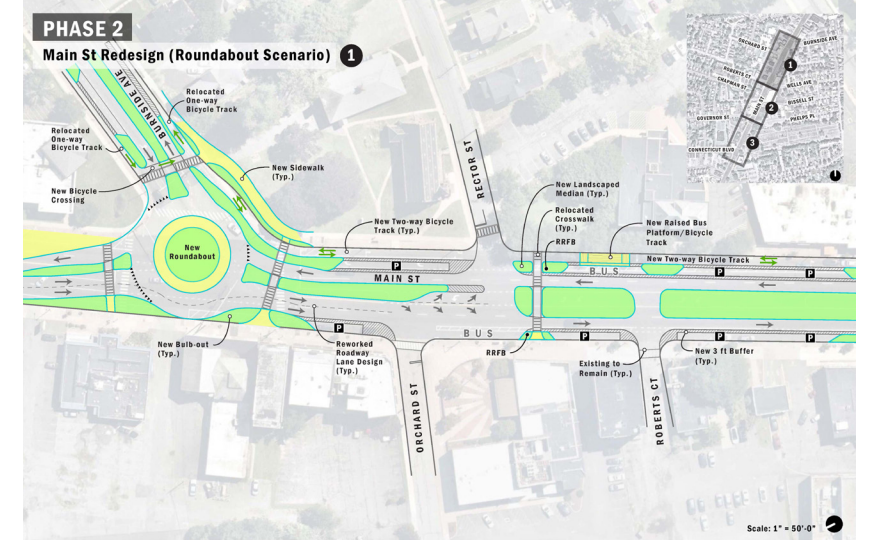 PHASE 2
Main St Redesign (Roundabout Scenario) 1
ORCHARD ST
BURNSIDE AVE
ROBERTS CT
CHAPMAN ST
WELLS AVE
MAIN ST
BISSELL ST
GOVERNOR ST
PHELPS PL
CONNECTICUT BLVD
1
2
3
BURNSIDE AVE
Relocated
One-way
Bicycle Track
Relocated
One-way
Bicycle Track
New Bicycle
Crossing
New Sidewalk
(Typ.)
RECTOR ST
New Two-way Bicycle
Track (Typ.)
New Landscaped
Median (Typ.)
Relocated
Crosswalk
(Typ.)
RRFB
New Raised Bus
Platform/Bicycle
Track
New Two-way Bicycle Track
New
Roundabout
P
MAIN ST
BUS
P
P
New Bulb-out
(Typ.)
P
Reworked
Roadway
Lane Design
(Typ.)
BUS
RRFB
P
P
P
Existing to
Remain (Typ.)
New 3 ft Buffer
(Typ.)
ORCHARD ST
ROBERTS CT
Scale: 1" = 50'-0"